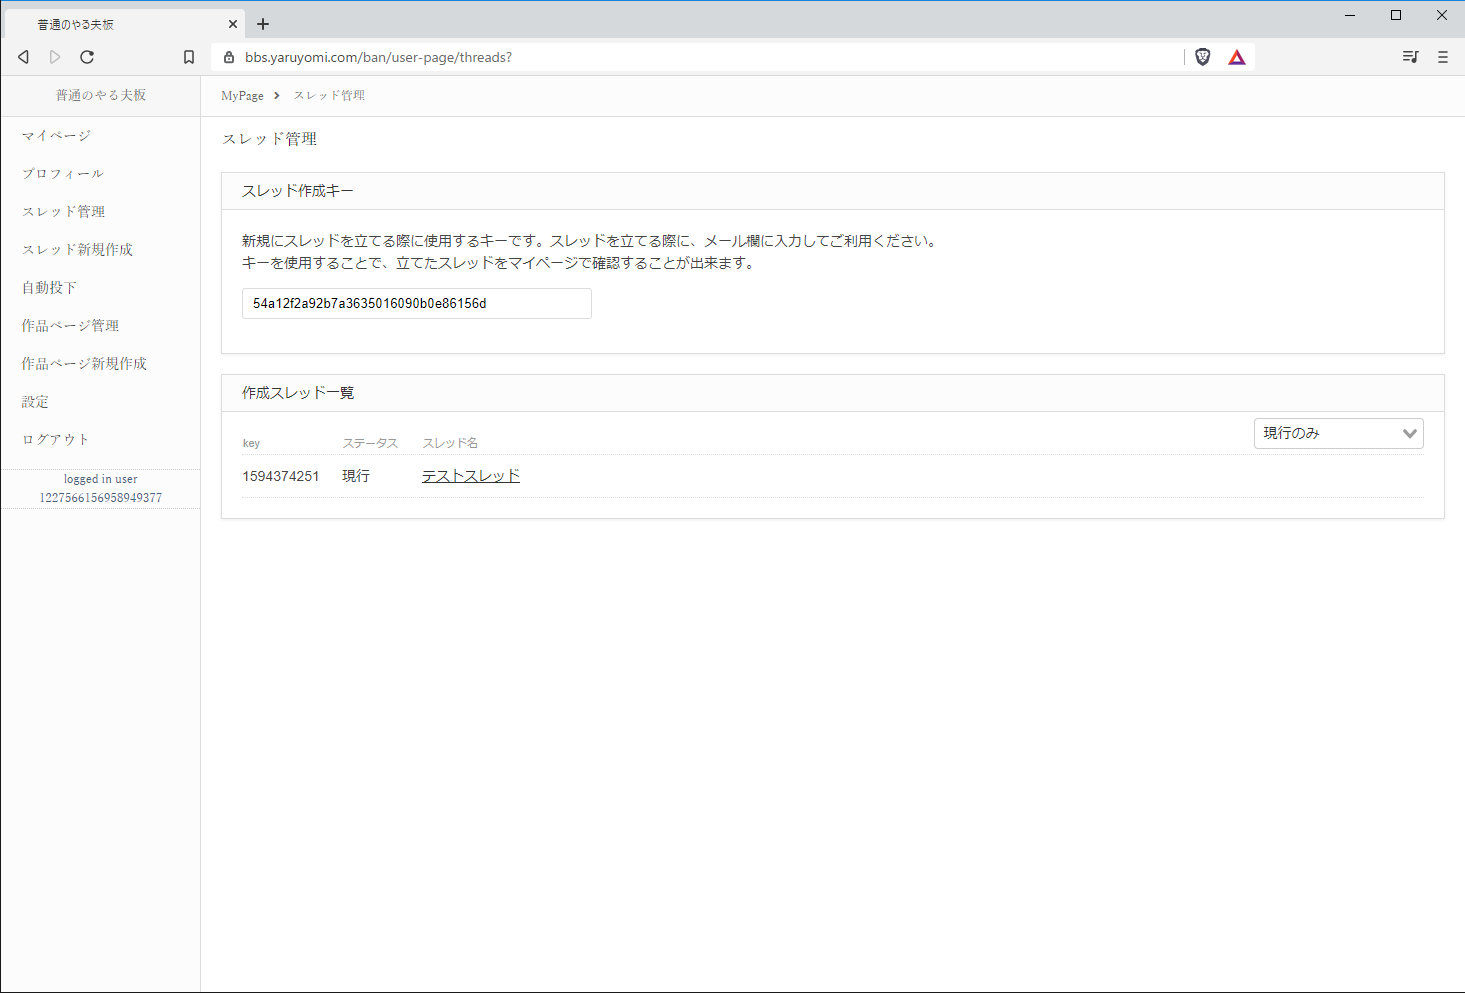 普通のやる夫板
bbs.yaruyomi.com/ban/user-page/threads?
普通のやる夫板
MyPage
スレッド管理
マイページ
プロフィール
スレッド管理
スレッド新規作成
自動投下
作品ページ管理
作品ページ新規作成
設定
ログアウト
logged in user
1227566156958949377
スレッド管理
スレッド作成キー
新規にスレッドを立てる際に使用するキーです。スレッドを立てる際に、メール欄に入力してご利用ください。
キーを使用することで、立てたスレッドをマイページで確認することが出来ます。
54a12f2a92b7a3635016090b0e86156d
作成スレッド一覧
現行のみ
key ステータス スレッド名
1594374251 現行 テストスレッド